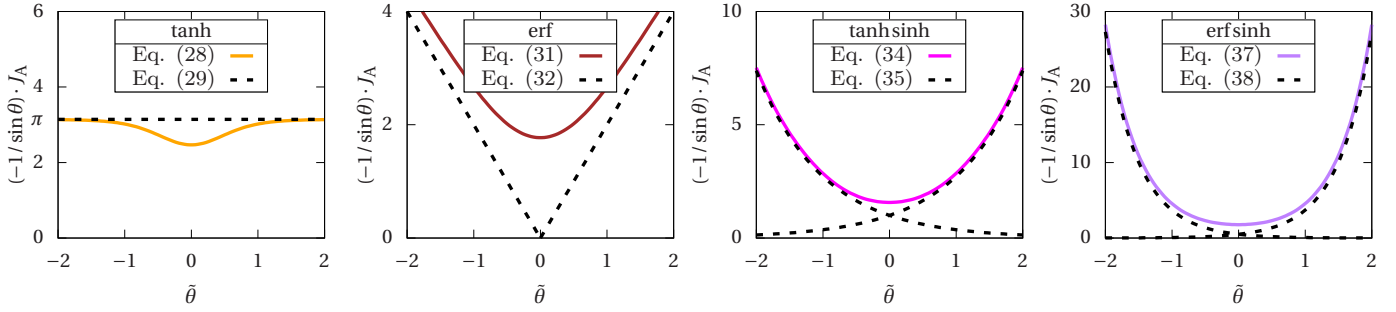 (−1/ sin θ) · J_A
6
4
π
2
0
tanh
Eq. (28)
Eq. (29)
−2 −1 0 1 2
θ̃
(−1/ sin θ) · J_A
4
2
0
erf
Eq. (31)
Eq. (32)
−2 −1 0 1 2
θ̃
(−1/ sin θ) · J_A
10
5
0
tanh sinh
Eq. (34)
Eq. (35)
−2 −1 0 1 2
θ̃
(−1/ sin θ) · J_A
30
20
10
0
erf sinh
Eq. (37)
Eq. (38)
−2 −1 0 1 2
θ̃